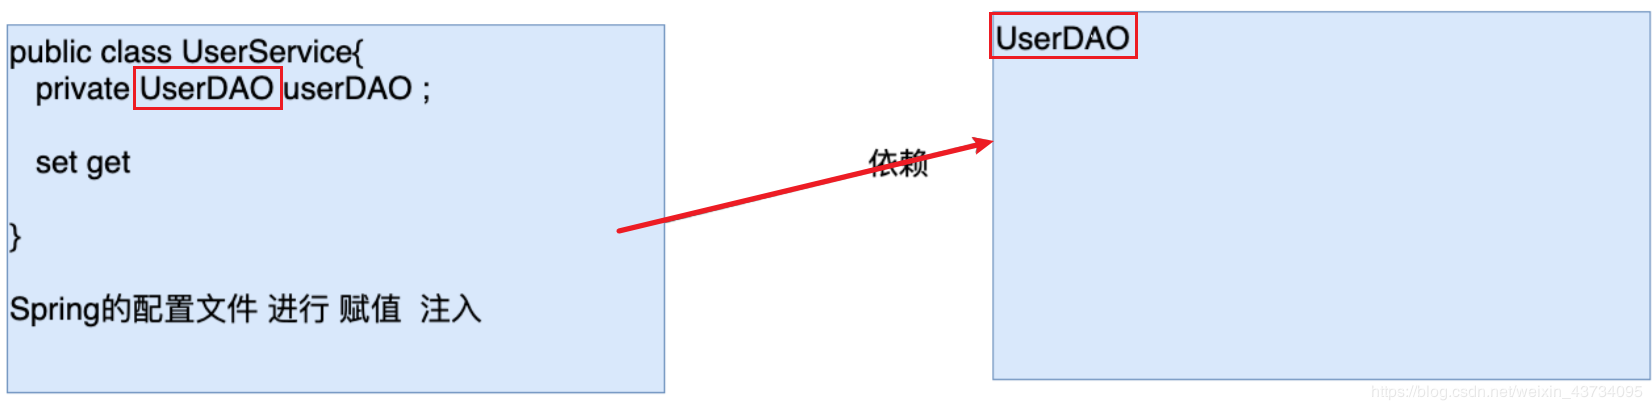 public class UserService{
private UserDAO userDAO ;
set get
}
Spring的配置文件 进行 赋值 注入
依赖
UserDAO
https://blog.csdn.net/weixin_43734095